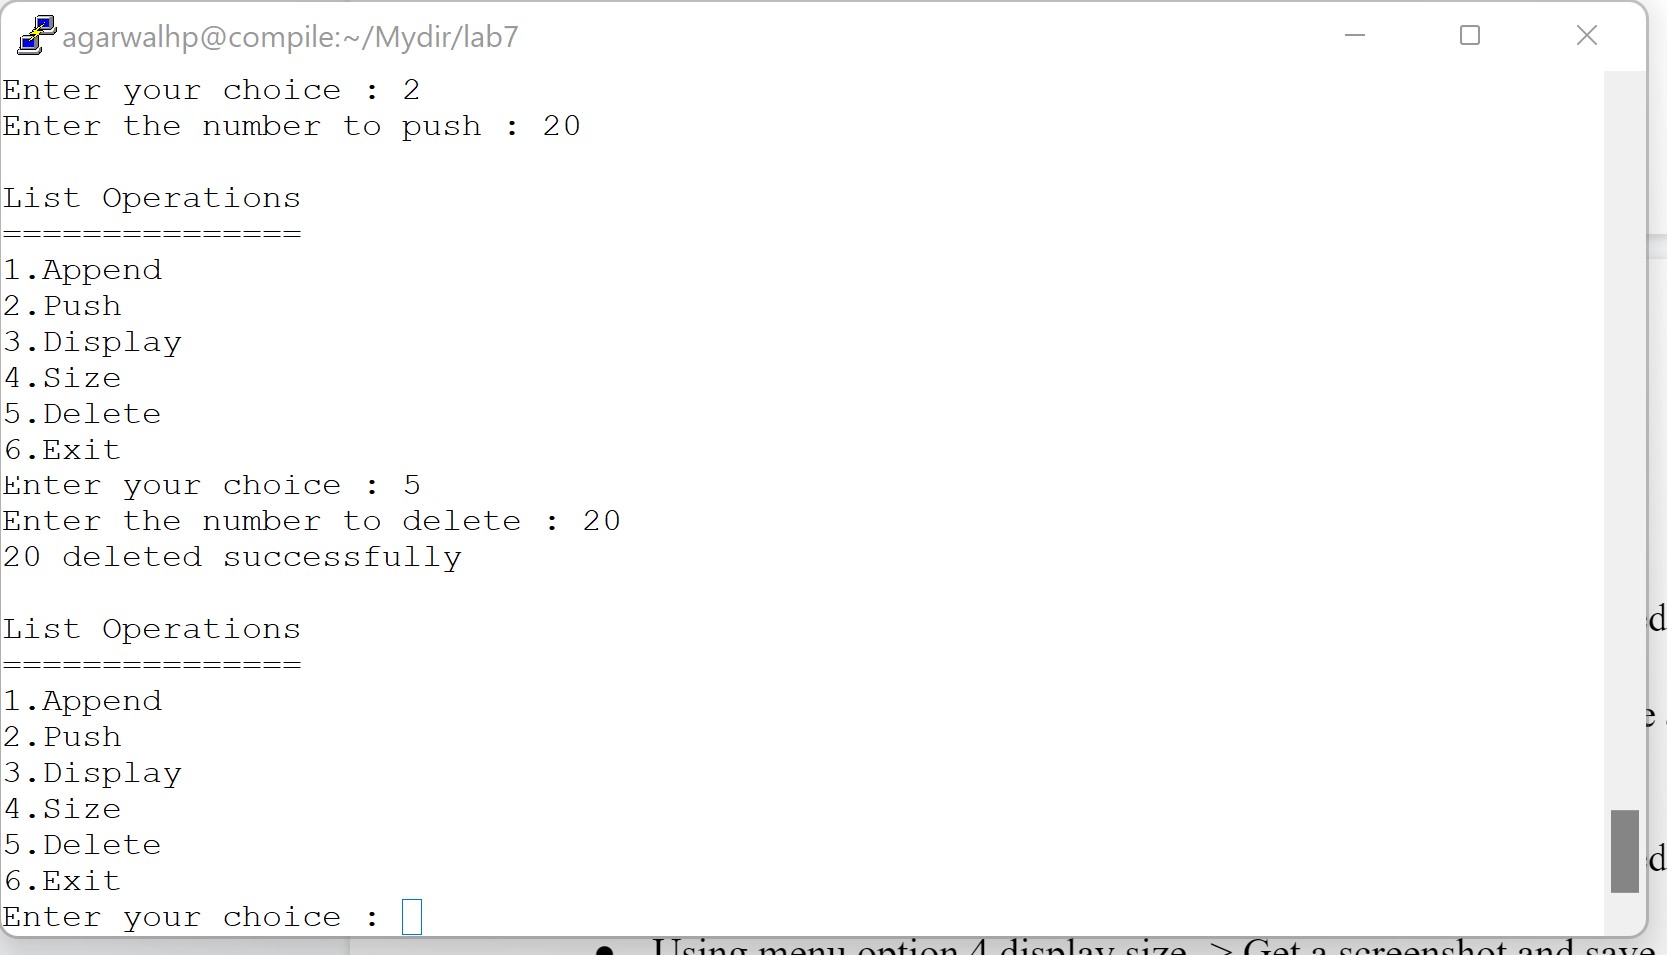 agarwalhp@compile:~/Mydir/lab7
Enter your choice : 2
Enter the number to push : 20
List Operations
===============
1.Append
2.Push
3.Display
4.Size
5.Delete
6.Exit
Enter your choice : 5
Enter the number to delete : 20
20 deleted successfully
List Operations
===============
1.Append
2.Push
3.Display
4.Size
5.Delete
6.Exit
Enter your choice :
● Using menu option 4 display size -> Get a screenshot and save